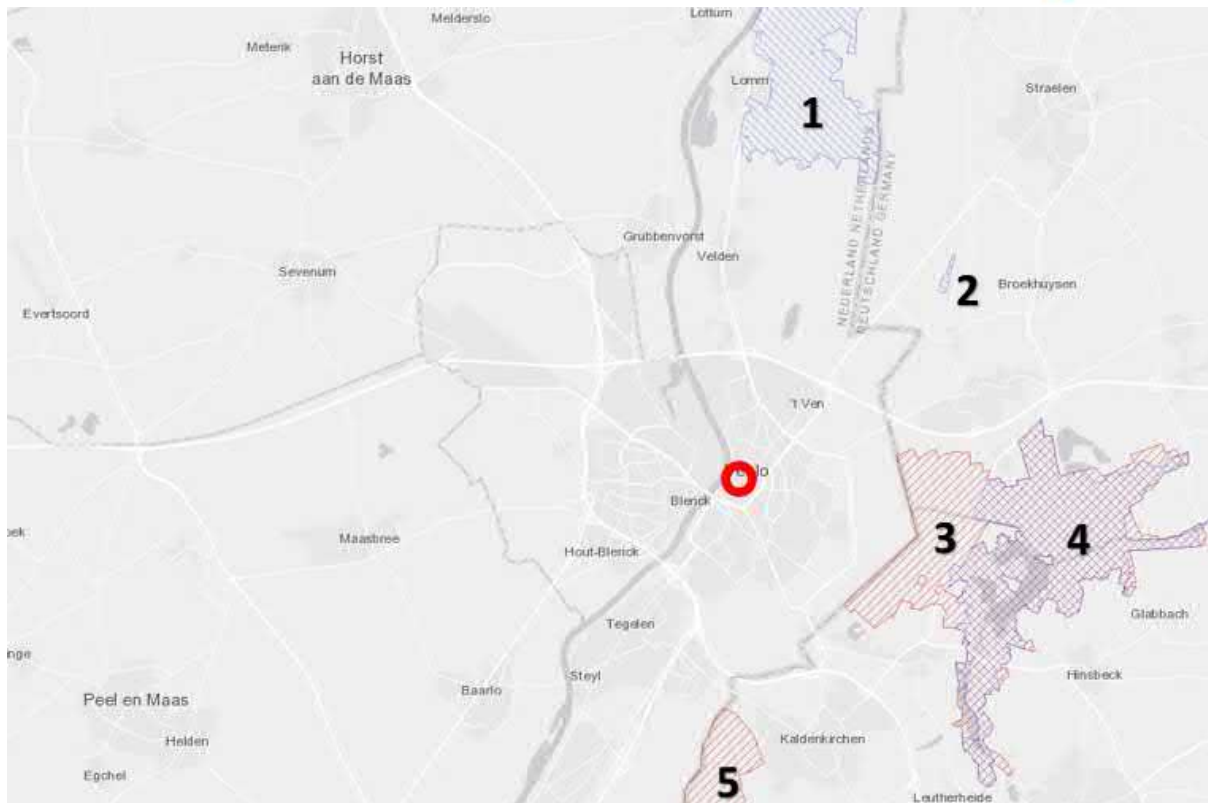 Melderslo
Lottum
Meterik
Horst
aan de Maas
Lomm
Straelen
1
NEDERLAND NETHERLANDS
DEUTSCHLAND GERMANY
Grubbenvorst
Velden
Sevenum
2
Broekhuysen
Evertsoord
't Ven
Blerick
3
4
Maasbree
Hout-Blerick
Glabbach
Tegelen
Steyl
Hinsbeck
Baarlo
Peel en Maas
Helden
Kaldenkirchen
Egchel
5
Leutherheide